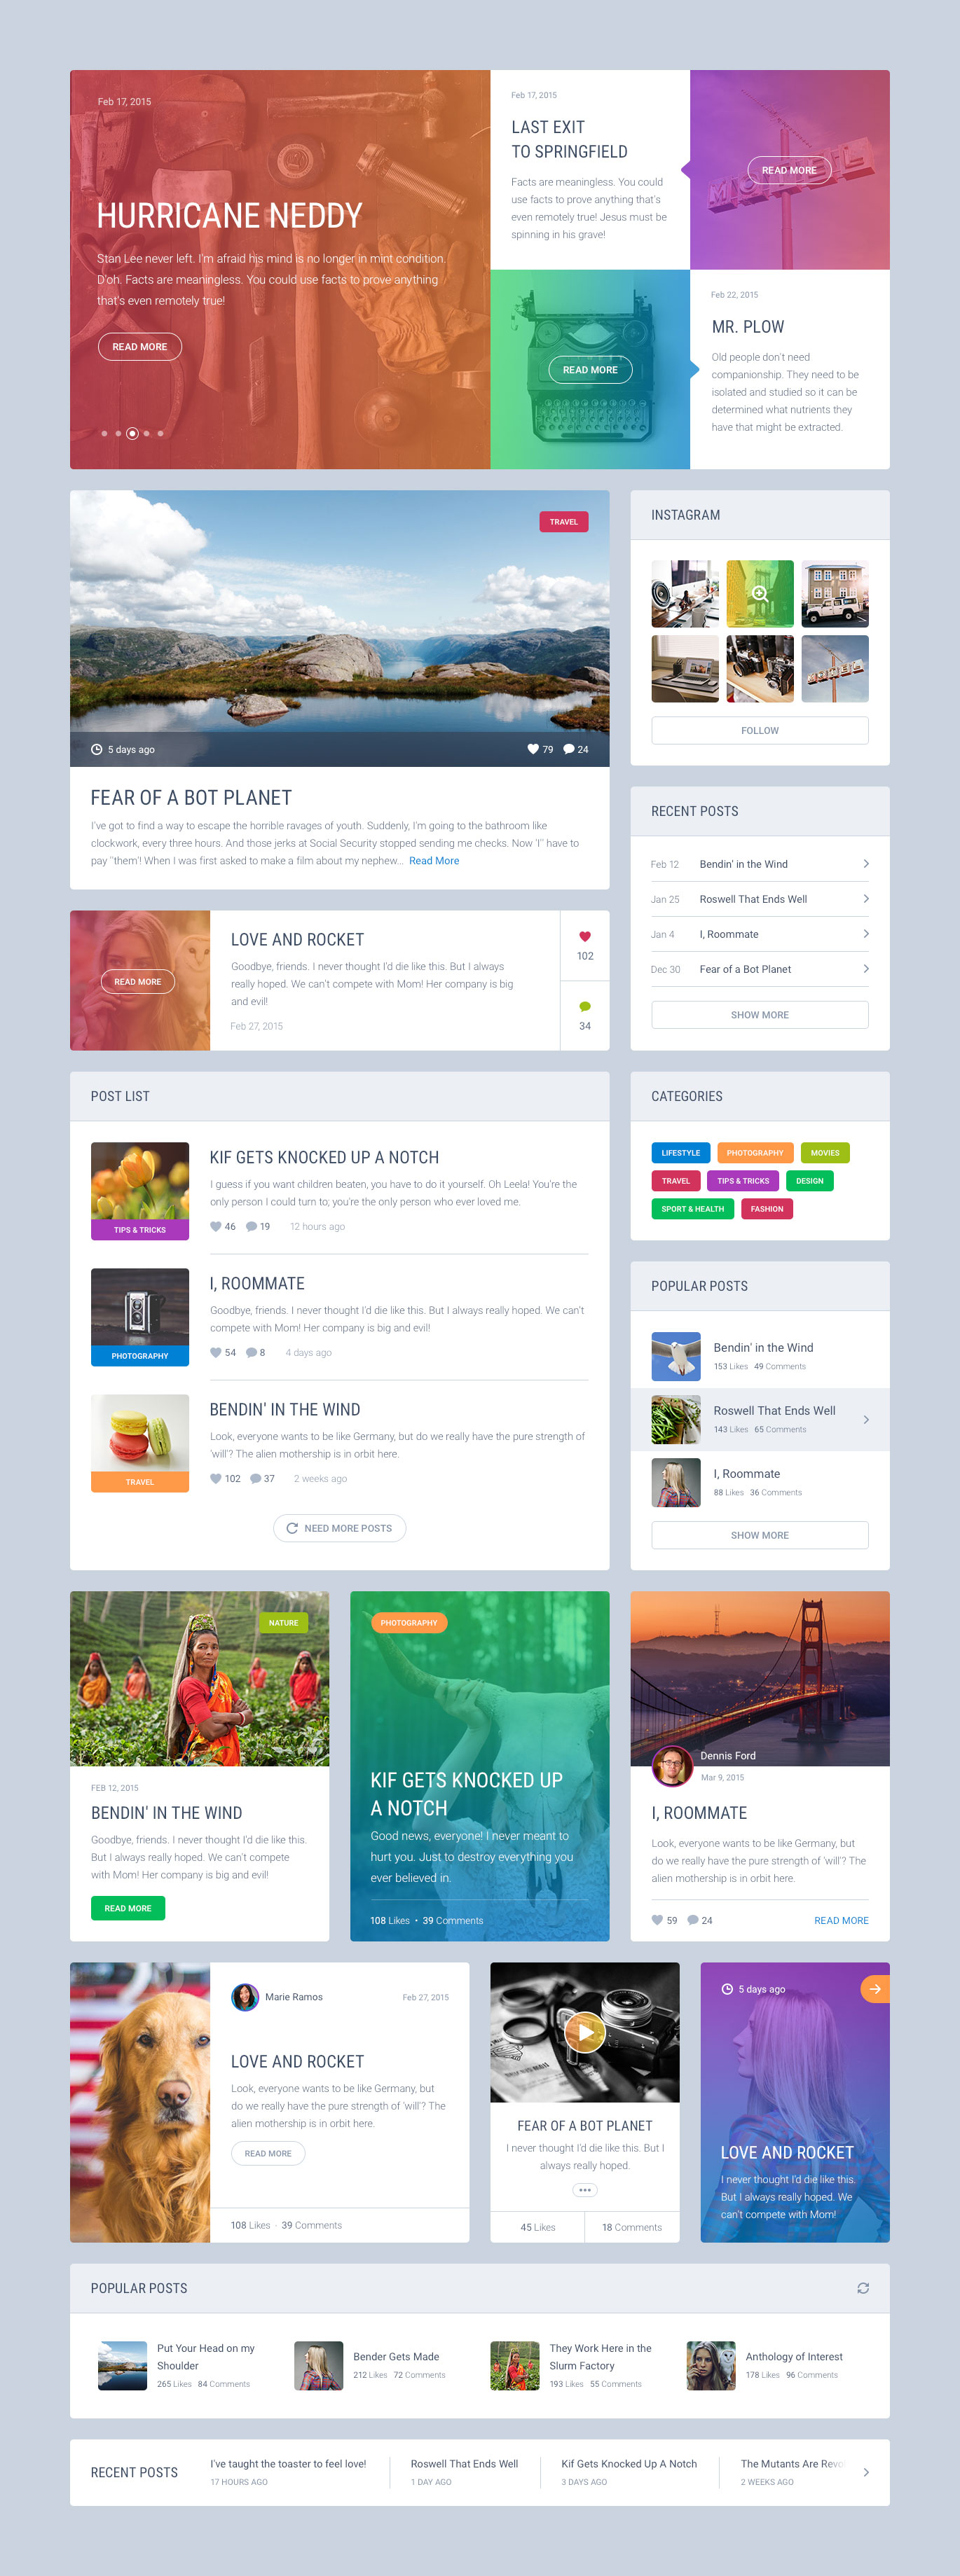 Feb 17, 2015
HURRICANE NEDDY
Stan Lee never left. I'm afraid his mind is no longer in mint condition.
D'oh. Facts are meaningless. You could use facts to prove anything
that's even remotely true!
READ MORE
Feb 17, 2015
LAST EXIT
TO SPRINGFIELD
Facts are meaningless. You could
use facts to prove anything that's
even remotely true! Jesus must be
spinning in his grave!
MOTEL
READ MORE
READ MORE
Feb 22, 2015
MR. PLOW
Old people don't need
companionship. They need to be
isolated and studied so it can be
determined what nutrients they
have that might be extracted.
TRAVEL
5 days ago
79 24
FEAR OF A BOT PLANET
I've got to find a way to escape the horrible ravages of youth. Suddenly, I'm going to the bathroom like
clockwork, every three hours. And those jerks at Social Security stopped sending me checks. Now 'I'' have to
pay ''them'! When I was first asked to make a film about my nephew... Read More
INSTAGRAM
FOLLOW
RECENT POSTS
Feb 12 Bendin' in the Wind
Jan 25 Roswell That Ends Well
Jan 4 I, Roommate
Dec 30 Fear of a Bot Planet
SHOW MORE
READ MORE
LOVE AND ROCKET
Goodbye, friends. I never thought I'd die like this. But I always
really hoped. We can't compete with Mom! Her company is big
and evil!
Feb 27, 2015
102
34
POST LIST
TIPS & TRICKS
KIF GETS KNOCKED UP A NOTCH
I guess if you want children beaten, you have to do it yourself. Oh Leela! You're the
only person I could turn to; you're the only person who ever loved me.
46 19 12 hours ago
PHOTOGRAPHY
I, ROOMMATE
Goodbye, friends. I never thought I'd die like this. But I always really hoped. We can't
compete with Mom! Her company is big and evil!
54 8 4 days ago
TRAVEL
BENDIN' IN THE WIND
Look, everyone wants to be like Germany, but do we really have the pure strength of
'will'? The alien mothership is in orbit here.
102 37 2 weeks ago
NEED MORE POSTS
CATEGORIES
LIFESTYLE PHOTOGRAPHY MOVIES
TRAVEL TIPS & TRICKS DESIGN
SPORT & HEALTH FASHION
POPULAR POSTS
Bendin' in the Wind
153 Likes 49 Comments
Roswell That Ends Well
143 Likes 65 Comments
I, Roommate
88 Likes 36 Comments
SHOW MORE
NATURE
FEB 12, 2015
BENDIN' IN THE WIND
Goodbye, friends. I never thought I'd die like this.
But I always really hoped. We can't compete
with Mom! Her company is big and evil!
READ MORE
PHOTOGRAPHY
KIF GETS KNOCKED UP
A NOTCH
Good news, everyone! I never meant to
hurt you. Just to destroy everything you
ever believed in.
108 Likes • 39 Comments
Dennis Ford
Mar 9, 2015
I, ROOMMATE
Look, everyone wants to be like Germany, but
do we really have the pure strength of 'will'? The
alien mothership is in orbit here.
59 24 READ MORE
Marie Ramos Feb 27, 2015
LOVE AND ROCKET
Look, everyone wants to be like Germany, but
do we really have the pure strength of 'will'? The
alien mothership is in orbit here.
READ MORE
108 Likes · 39 Comments
FEAR OF A BOT PLANET
I never thought I'd die like this. But I
always really hoped.
45 Likes 18 Comments
5 days ago
LOVE AND ROCKET
I never thought I'd die like this.
But I always really hoped. We
can't compete with Mom!
POPULAR POSTS
Put Your Head on my
Shoulder
265 Likes 84 Comments
Bender Gets Made
212 Likes 72 Comments
They Work Here in the
Slurm Factory
193 Likes 55 Comments
Anthology of Interest
178 Likes 96 Comments
RECENT POSTS
I've taught the toaster to feel love!
17 HOURS AGO
Roswell That Ends Well
1 DAY AGO
Kif Gets Knocked Up A Notch
3 DAYS AGO
The Mutants Are Revo
2 WEEKS AGO